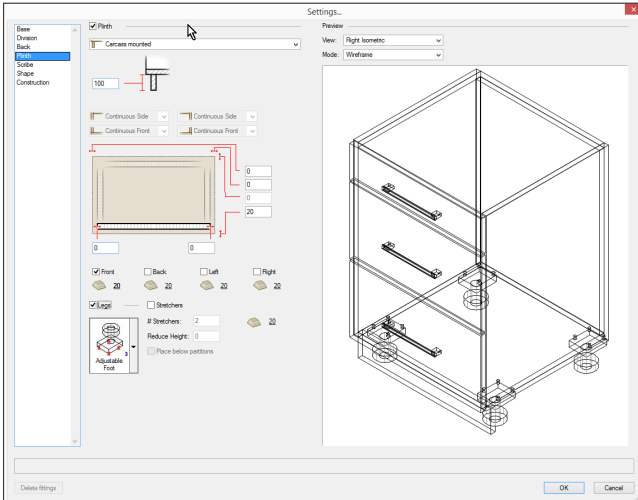 Settings...
Base
Division
Back
Plinth
Scribe
Shape
Construction
Plinth
Carcass mounted
100
Continuous Side
Continuous Side
Continuous Front
Continuous Front
0
0
0
20
0
0
Front
Back
Left
Right
20
20
20
20
Legs
Stretchers
# Stretchers:
2
20
Reduce Height:
0
Place below partitions
3
Adjustable
Foot
Preview
View:
Right Isometric
Mode:
Wireframe
Delete fittings
OK
Cancel